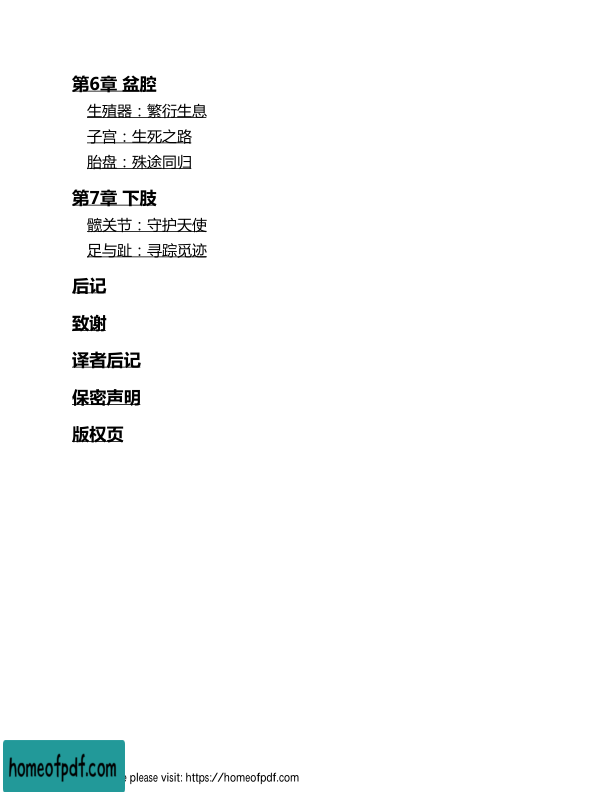 第6章 盆腔
生殖器：繁衍生息
子宫：生死之路
胎盘：殊途同归
第7章 下肢
髋关节：守护天使
足与趾：寻踪觅迹
后记
致谢
译者后记
保密声明
版权页
homeofpdf.com
please visit: https://homeofpdf.com